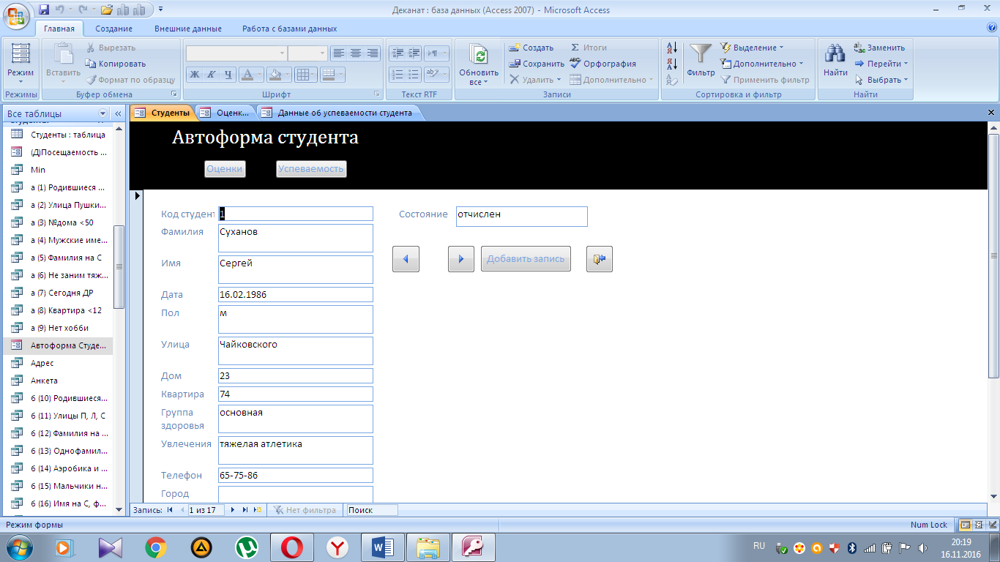 Деканат : база данных (Access 2007) - Microsoft Access
Главная Создание Внешние данные Работа с базами данных
Режим
Режимы
Вставить
Вырезать
Копировать
Формат по образцу
Буфер обмена
Ж К Ч А
Шрифт
Текст RTF
Обновить все
Создать
Сохранить
Удалить
Итоги
Орфография
Дополнительно
Записи
Фильтр
Выделение
Дополнительно
Применить фильтр
Сортировка и фильтр
Найти
Заменить
Перейти
Выбрать
Найти
Все таблицы
Студенты : таблица
(Д)Посещаемость ...
Min
а (1) Родившиеся ...
а (2) Улица Пушки...
а (3) №дома <50
а (4) Мужские име...
а (5) Фамилия на С
а (6) Не заним тяж...
а (7) Сегодня ДР
а (8) Квартира <12
а (9) Нет хобби
Автоформа Студе...
Адрес
Анкета
б (10) Родившиеся...
б (11) Улицы П, Л, С
б (12) Фамилия на ...
б (13) Однофамил...
б (14) Аэробика и ...
б (15) Мальчики н...
б (16) Имя на С, ф...
Студенты Оценк... Данные об успеваемости студента
Автоформа студента
Оценки Успеваемость
Код студент 1
Фамилия Суханов
Имя Сергей
Дата 16.02.1986
Пол м
Улица Чайковского
Дом 23
Квартира 74
Группа здоровья основная
Увлечения тяжелая атлетика
Телефон 65-75-86
Город
Состояние отчислен
Добавить запись
Запись: 1 из 17 Нет фильтра Поиск
Режим формы Num Lock
RU 20:19
16.11.2016